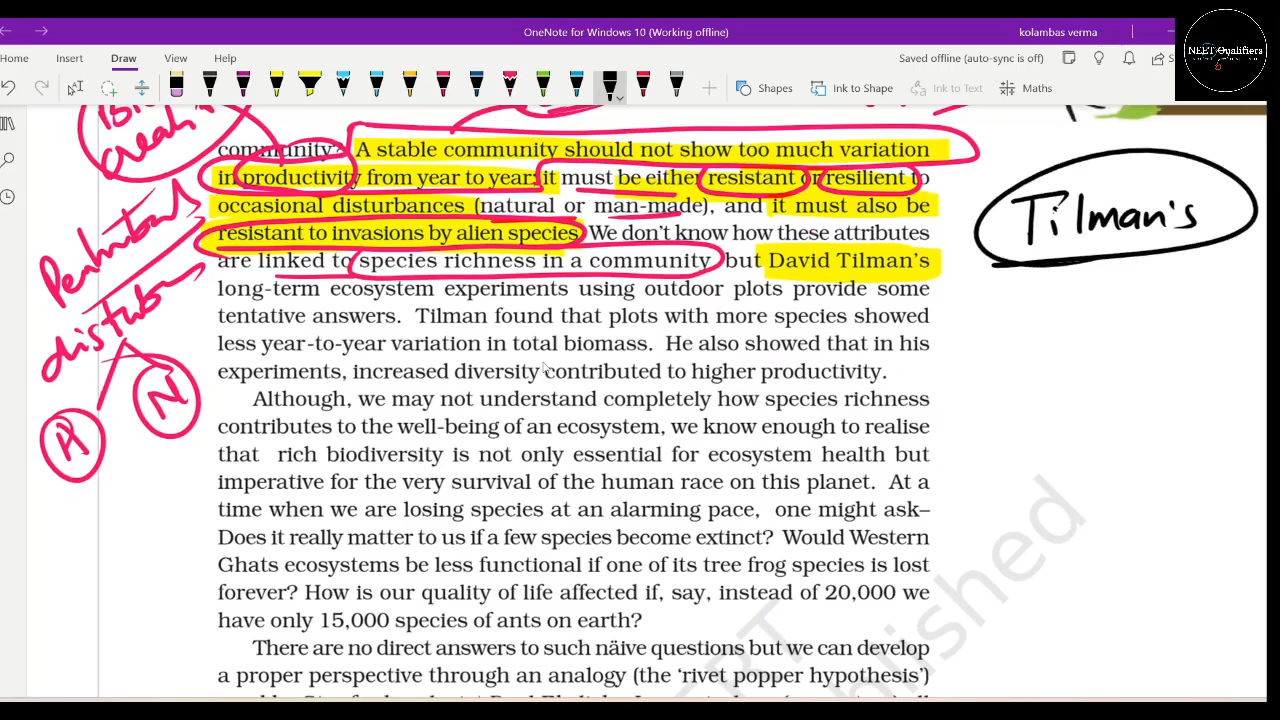 OneNote for Windows 10 (Working offline)
kolambas verma
NEET Qualifiers
Home Insert Draw View Help
Saved offline (auto-sync is off)
Shapes Ink to Shape Ink to Text Maths
community? A stable community should not show too much variation
in productivity from year to year; it must be either resistant or resilient to
occasional disturbances (natural or man-made), and it must also be
resistant to invasions by alien species. We don't know how these attributes
are linked to species richness in a community, but David Tilman's
long-term ecosystem experiments using outdoor plots provide some
tentative answers. Tilman found that plots with more species showed
less year-to-year variation in total biomass. He also showed that in his
experiments, increased diversity contributed to higher productivity.
Although, we may not understand completely how species richness
contributes to the well-being of an ecosystem, we know enough to realise
that rich biodiversity is not only essential for ecosystem health but
imperative for the very survival of the human race on this planet. At a
time when we are losing species at an alarming pace, one might ask–
Does it really matter to us if a few species become extinct? Would Western
Ghats ecosystems be less functional if one of its tree frog species is lost
forever? How is our quality of life affected if, say, instead of 20,000 we
have only 15,000 species of ants on earth?
There are no direct answers to such näive questions but we can develop
a proper perspective through an analogy (the 'rivet popper hypothesis')
Tilman's
N